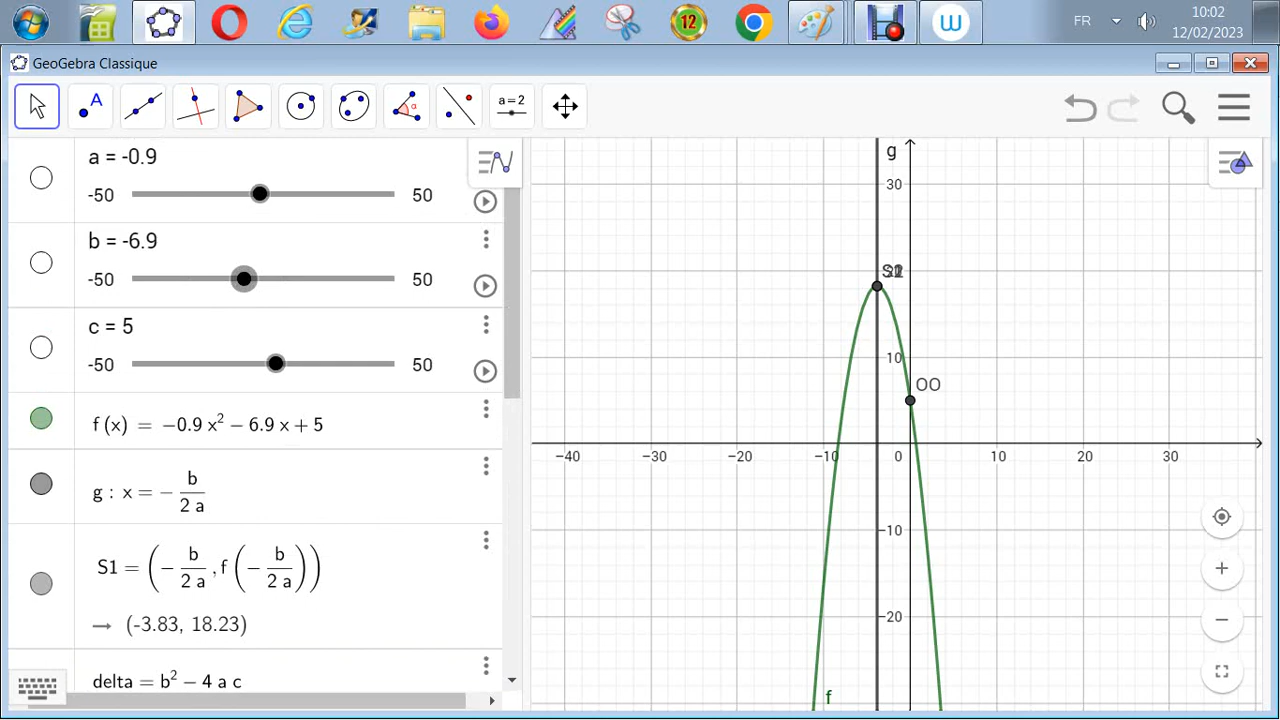 12
W
FR
10:02
12/02/2023
GeoGebra Classique
A
α
a=2
a = -0.9
-50 50
b = -6.9
-50 50
c = 5
-50 50
f (x) = −0.9 x² − 6.9 x + 5
g : x = − b / 2 a
S1 = (− b / 2 a , f (− b / 2 a))
→ (-3.83, 18.23)
delta = b² − 4 a c
g
30
10
OO
-40 -30 -20 -10 0 10 20 30
-10
-20
f